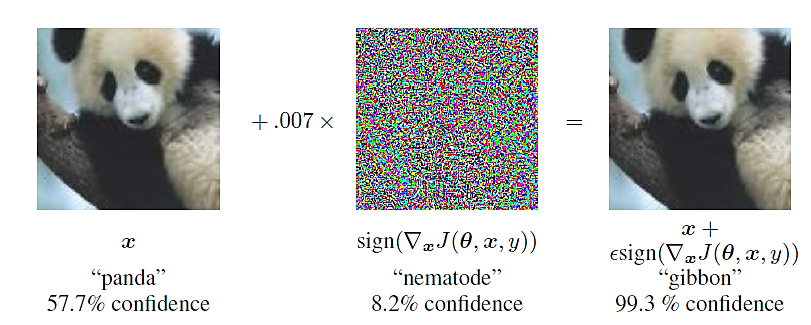 + .007 ×
=
x
sign(∇ₓJ(θ, x, y))
x +
ϵsign(∇ₓJ(θ, x, y))
“panda”
“nematode”
“gibbon”
57.7% confidence
8.2% confidence
99.3 % confidence